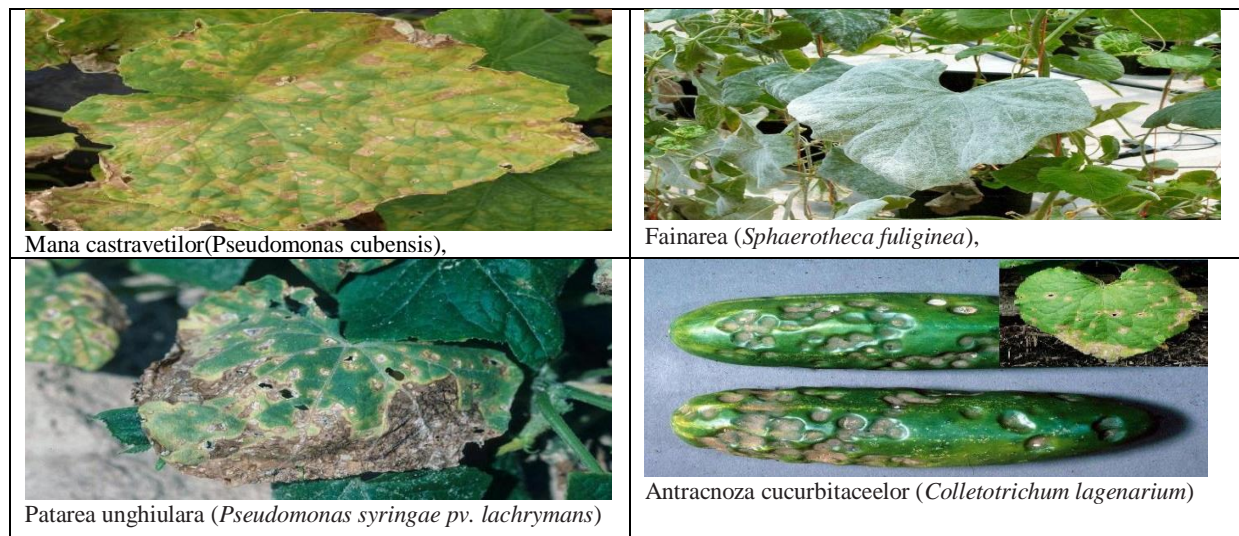 Mana castravetilor(Pseudomonas cubensis),
Fainarea (Sphaerotheca fuliginea),
Patarea unghiulara (Pseudomonas syringae pv. lachrymans)
Antracnoza cucurbitaceelor (Colletotrichum lagenarium)